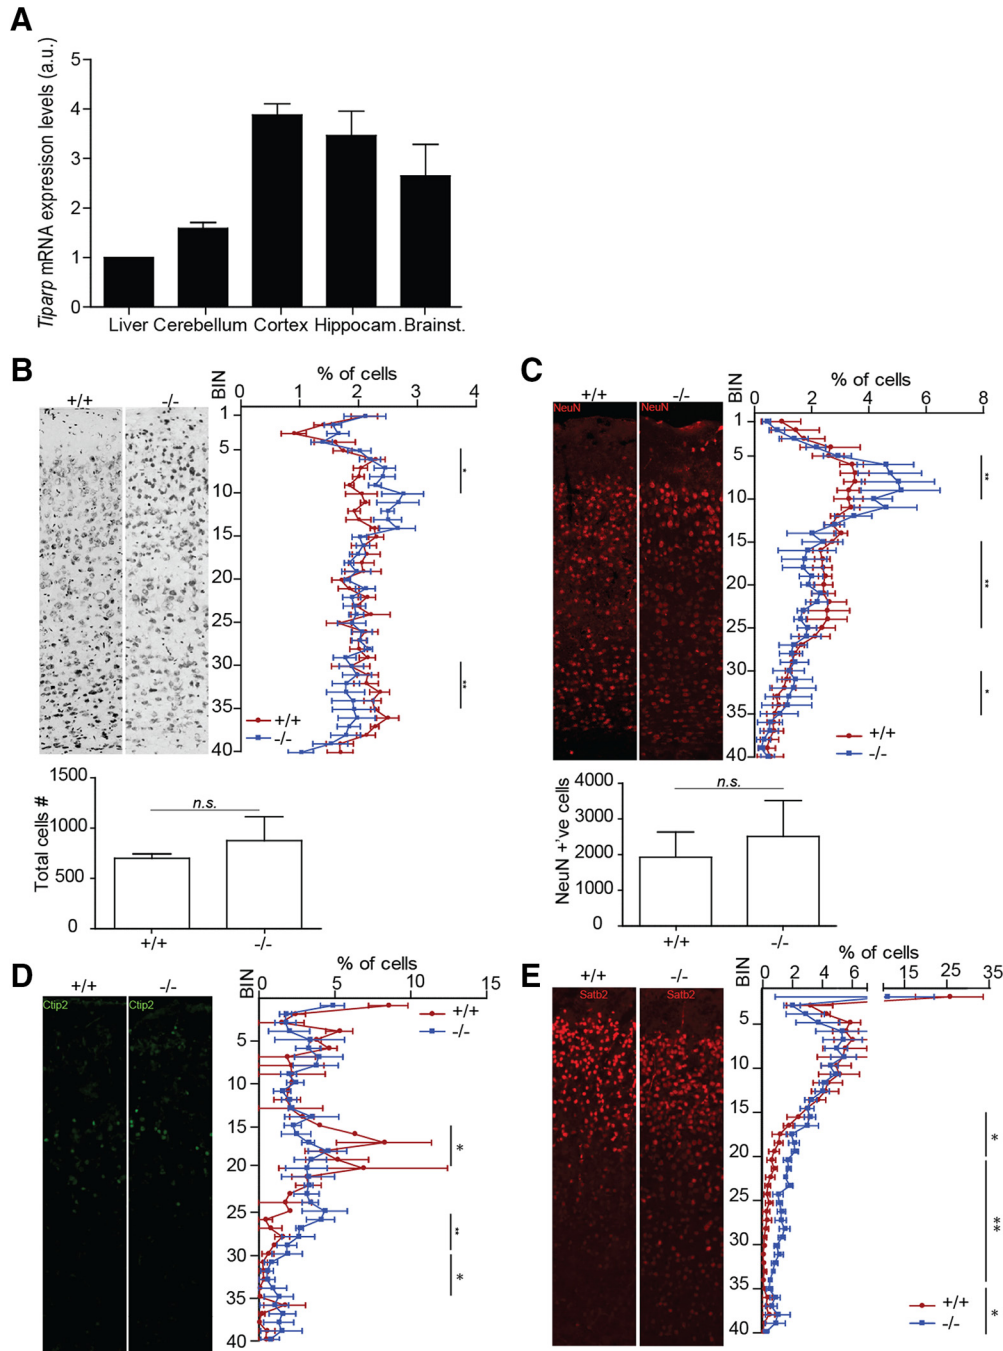 A
Tiparp mRNA expresison levels (a.u.)
5
4
3
2
1
0
Liver Cerebellum Cortex Hippocam. Brainst.
B
+/+
-/-
BIN
% of cells
0 1 2 3 4
1
5
10
15
20
25
30
35
40
*
**
+/+
-/-
Total cells #
1500
1000
500
0
n.s.
+/+
-/-
C
+/+
-/-
NeuN
NeuN
BIN
% of cells
0 2 4 6 8
1
5
10
15
20
25
30
35
40
**
**
*
+/+
-/-
NeuN +'ve cells
4000
3000
2000
1000
0
n.s.
+/+
-/-
D
+/+
-/-
Ctip2
Ctip2
BIN
% of cells
0 5 10 15
5
10
15
20
25
30
35
40
+/+
-/-
*
**
*
E
+/+
-/-
Satb2
Satb2
BIN
% of cells
0 2 4 6 15 25 35
5
10
15
20
25
30
35
40
*
**
*
+/+
-/-